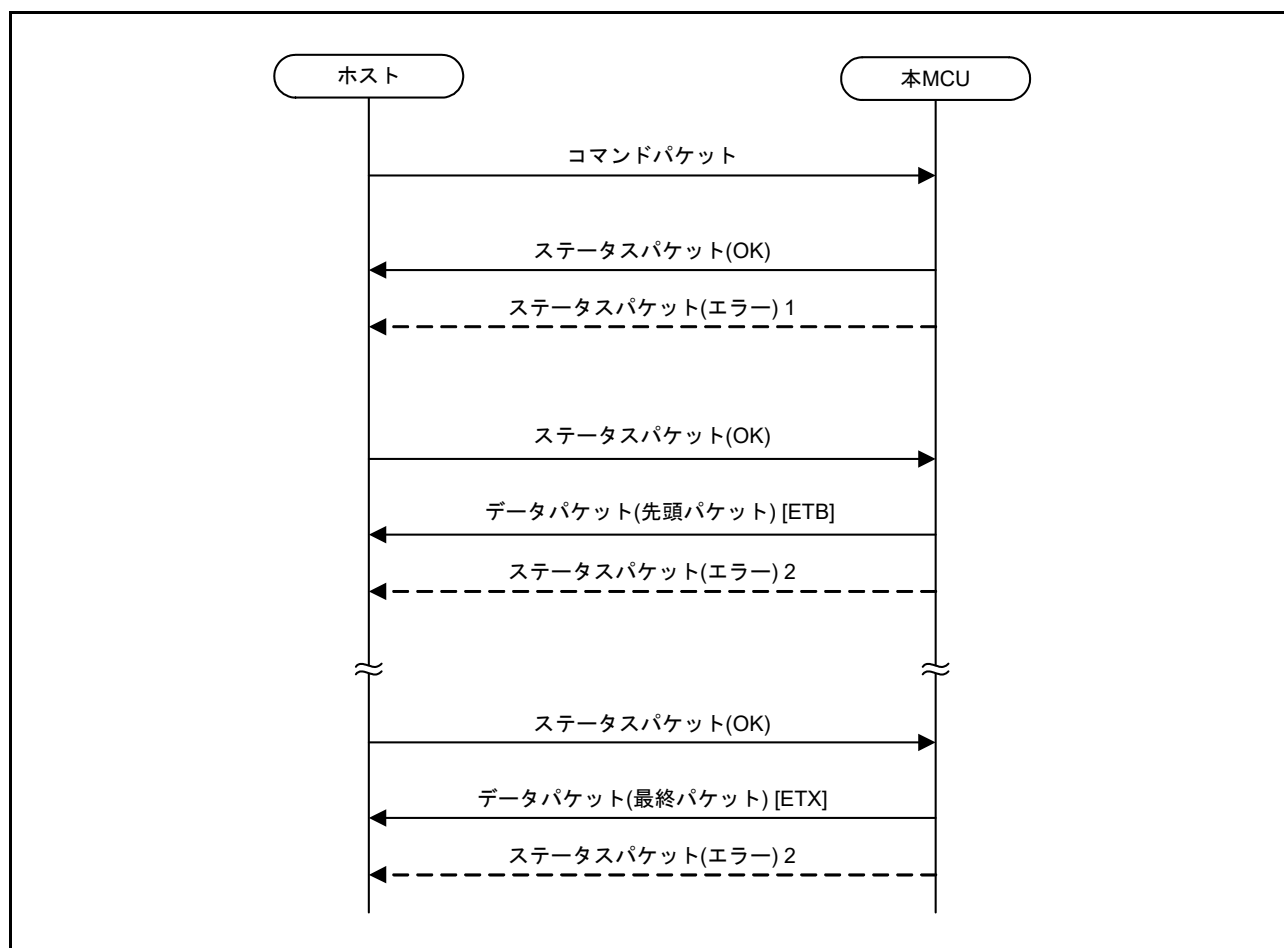 ホスト
本MCU
コマンドパケット
ステータスパケット(OK)
ステータスパケット(エラー) 1
ステータスパケット(OK)
データパケット(先頭パケット) [ETB]
ステータスパケット(エラー) 2
ステータスパケット(OK)
データパケット(最終パケット) [ETX]
ステータスパケット(エラー) 2